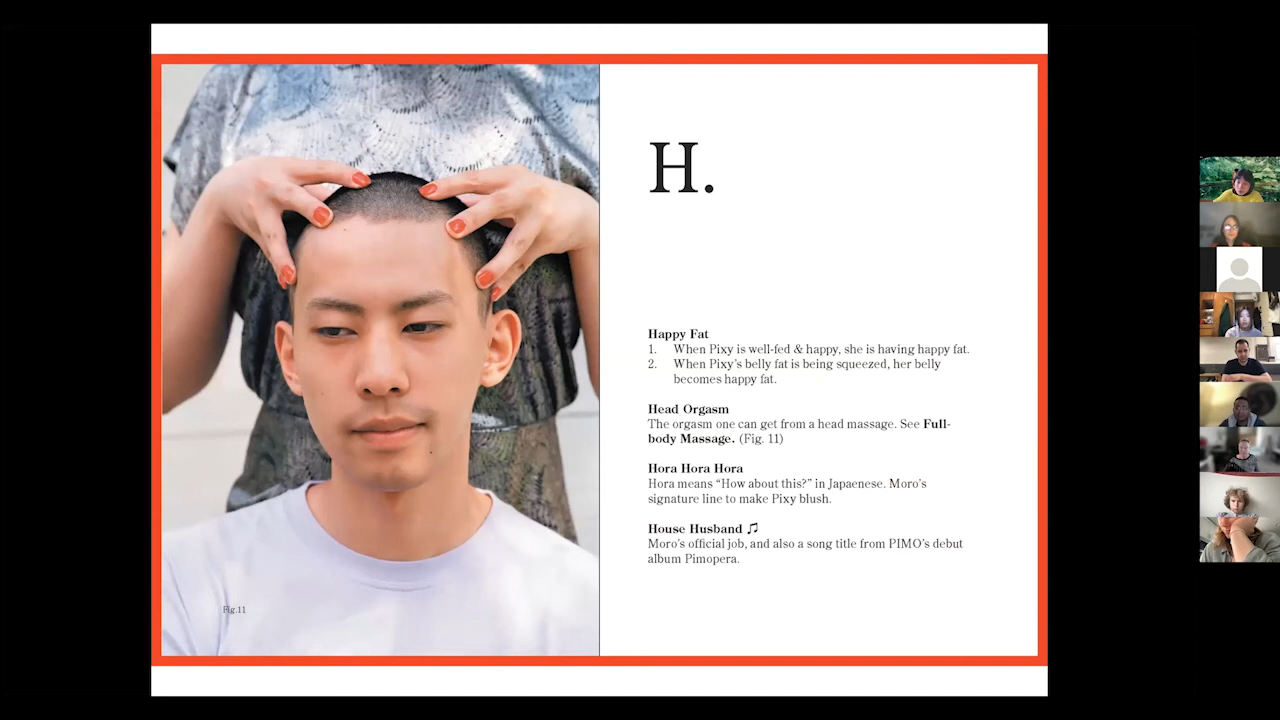 H.
Happy Fat
1. When Pixy is well-fed & happy, she is having happy fat.
2. When Pixy's belly fat is being squeezed, her belly
becomes happy fat.
Head Orgasm
The orgasm one can get from a head massage. See Full-
body Massage. (Fig. 11)
Hora Hora Hora
Hora means “How about this?” in Japaenese. Moro's
signature line to make Pixy blush.
House Husband 🎵
Moro's official job, and also a song title from PIMO's debut
album Pimopera.
Fig.11